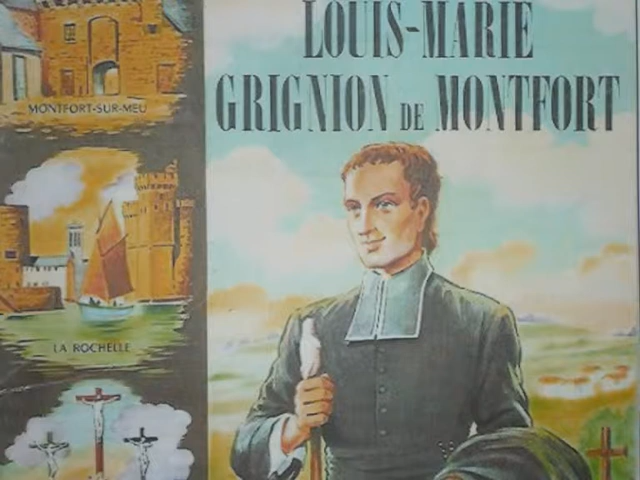 LOUIS-MARIE
GRIGNION DE MONTFORT
MONTFORT-SUR-MEU
LA ROCHELLE